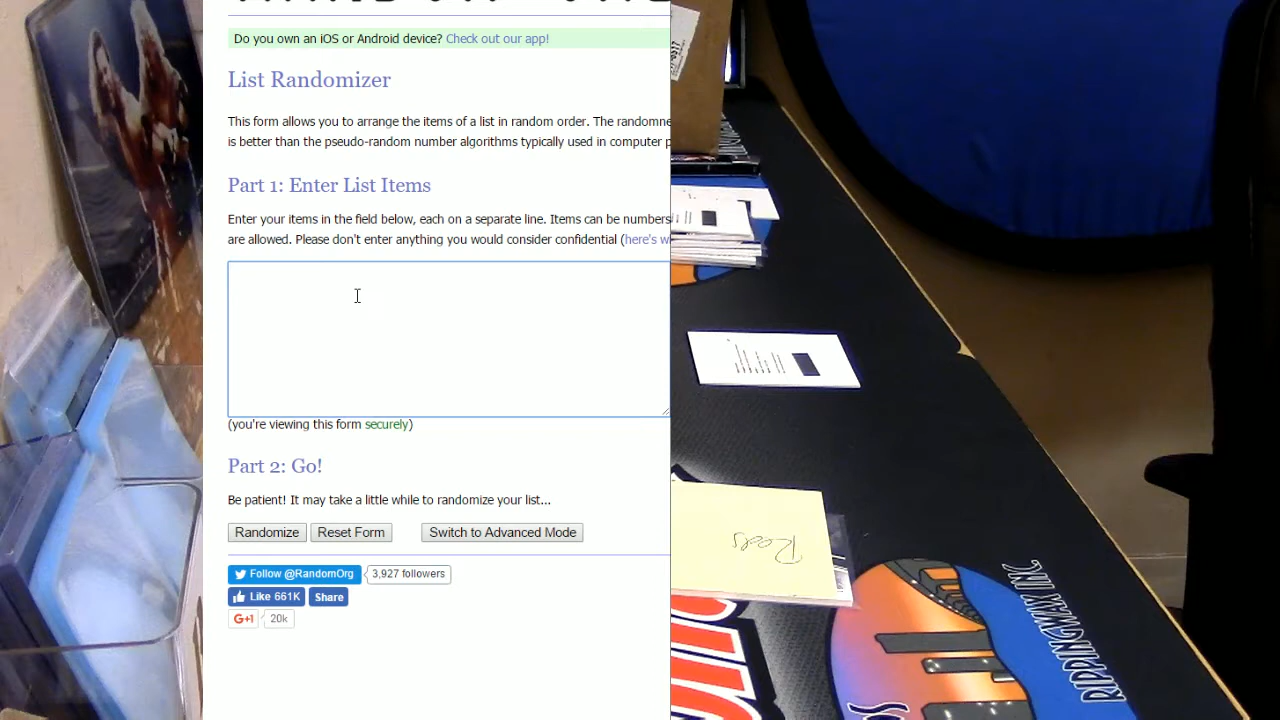 Do you own an iOS or Android device? Check out our app!
List Randomizer
This form allows you to arrange the items of a list in random order. The
is better than the pseudo-random number algorithms typically used in computer
Part 1: Enter List Items
Enter your items in the field below, each on a separate line. Items can be numbers
are allowed. Please don't enter anything you would consider confidential (here's
(you're viewing this form securely)
Part 2: Go!
Be patient! It may take a little while to randomize your list...
Randomize Reset Form Switch to Advanced Mode
Follow @RandomOrg 3,927 followers
Like 661K Share
G+1 20k
Reds
RIPPINGWAX INC